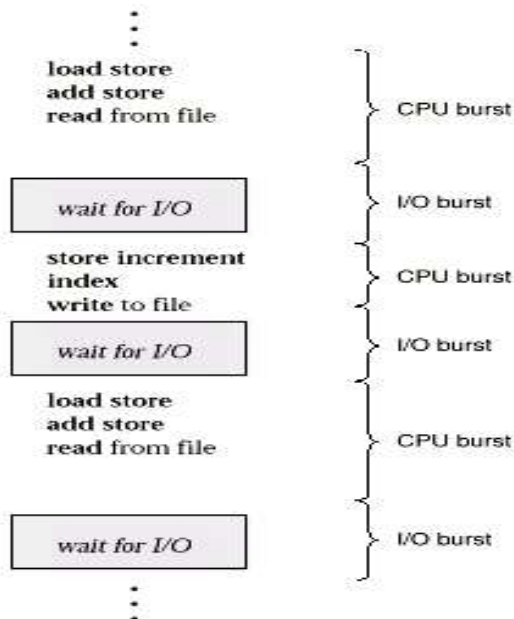 load store
add store
read from file
CPU burst
wait for I/O
I/O burst
store increment
index
write to file
CPU burst
wait for I/O
I/O burst
load store
add store
read from file
CPU burst
wait for I/O
I/O burst